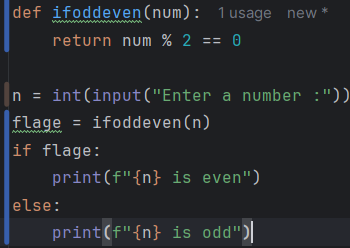 def ifoddeven(num): 1 usage new *
    return num % 2 == 0

n = int(input("Enter a number :"))
flage = ifoddeven(n)
if flage:
    print(f"{n} is even")
else:
    print(f"{n} is odd")